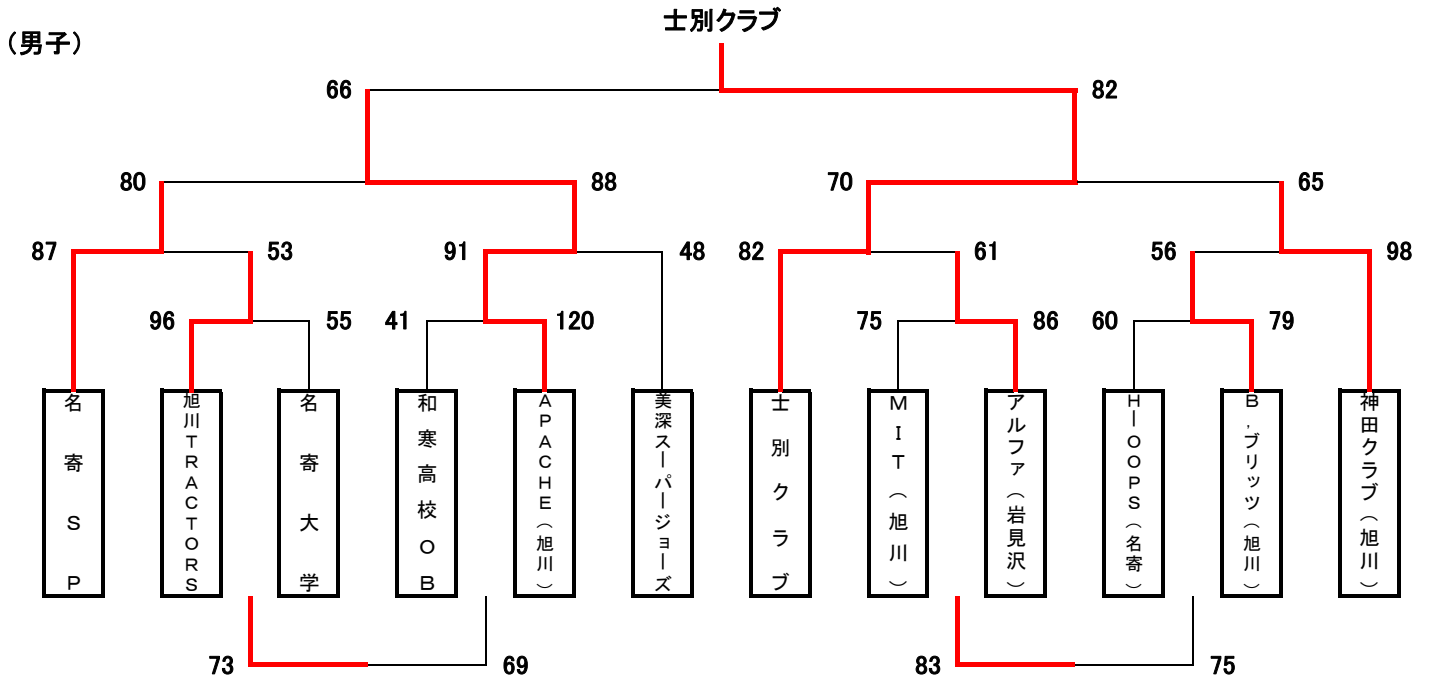 士別クラブ
（男子）
66 82
80 88 70 65
87 53 91 48 82 61 56 98
96 55 41 120 75 86 60 79
名寄ＳＰ
旭川ＴＲＡＣＴＯＲＳ
名寄大学
和寒高校ＯＢ
ＡＰＡＣＨＥ（旭川）
美深スーパージョーズ
士別クラブ
ＭＩＴ（旭川）
アルファ（岩見沢）
Ｈ－ＯＯＰＳ（名寄）
Ｂ，ブリッツ（旭川）
神田クラブ（旭川）
73 69 83 75